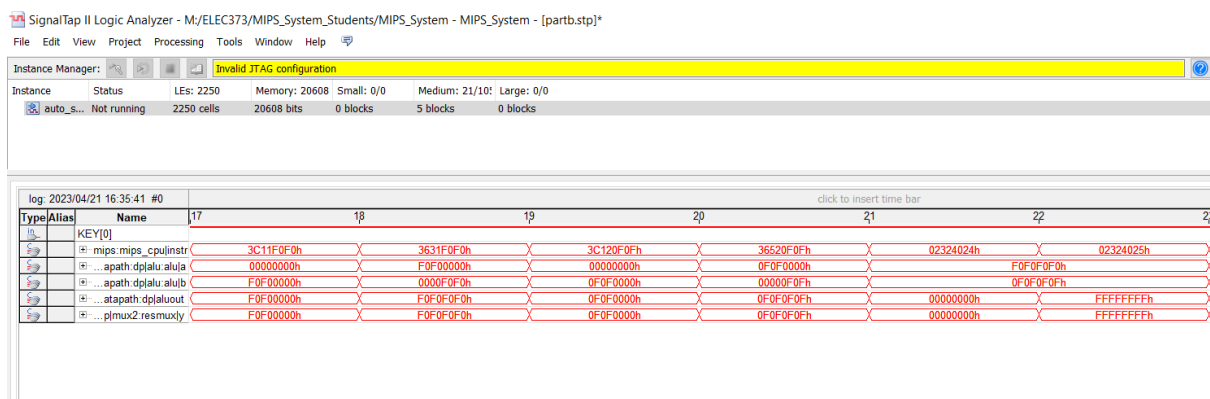 SignalTap II Logic Analyzer - M:/ELEC373/MIPS_System_Students/MIPS_System - MIPS_System - [partb.stp]*
File Edit View Project Processing Tools Window Help
Instance Manager: Invalid JTAG configuration
Instance Status LEs: 2250 Memory: 20608 Small: 0/0 Medium: 21/10! Large: 0/0
auto_s... Not running 2250 cells 20608 bits 0 blocks 5 blocks 0 blocks
log: 2023/04/21 16:35:41 #0 click to insert time bar
Type Alias Name 17 18 19 20 21 22
KEY[0]
mips:mips_cpu|instr 3C11F0F0h 3631F0F0h 3C120F0Fh 36520F0Fh 02324024h 02324025h
...apath:dp|alu:alu|a 00000000h F0F00000h 00000000h 0F0F0000h F0F0F0F0h
...apath:dp|alu:alu|b F0F00000h 0000F0F0h 0F0F0000h 00000F0Fh 0F0F0F0Fh
...atapath:dp|aluout F0F00000h F0F0F0F0h 0F0F0000h 0F0F0F0Fh 00000000h FFFFFFFFh
...p|mux2:resmux|y F0F00000h F0F0F0F0h 0F0F0000h 0F0F0F0Fh 00000000h FFFFFFFFh